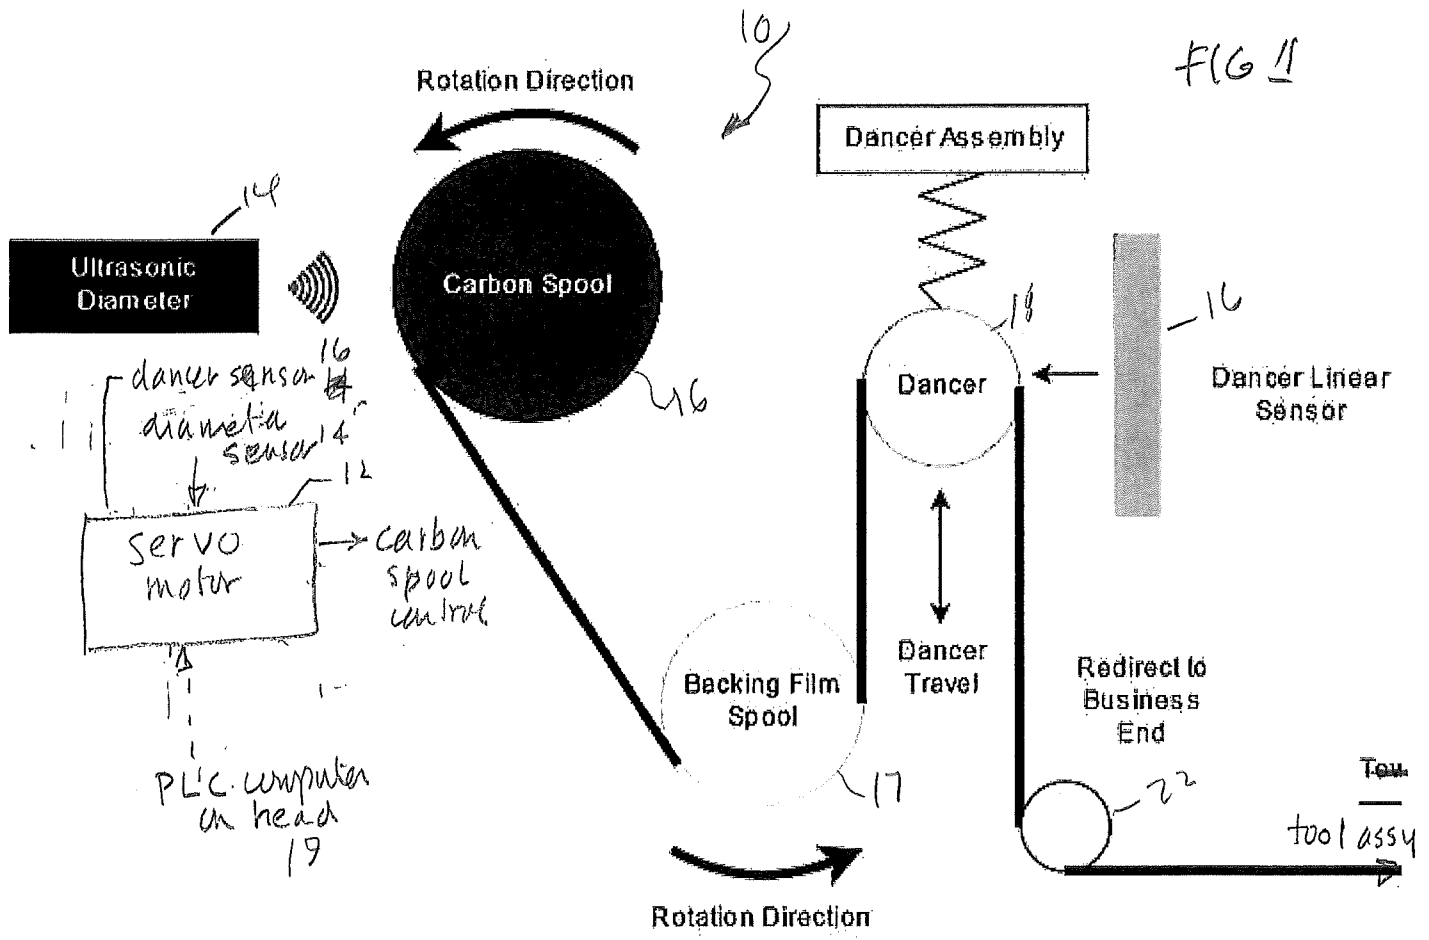 10
FIG 1
Rotation Direction
Dancer Assembly
14
Ultrasonic
Diameter
Carbon Spool
18
16
Dancer
Dancer Linear
Sensor
16
dancer sensor
diameter
sensor 14
16
12
servo
motor
carbon
spool
control
Dancer
Travel
Backing Film
Spool
Redirect to
Business
End
17
22
PLC computer
on head
19
Tow
tool assy
Rotation Direction